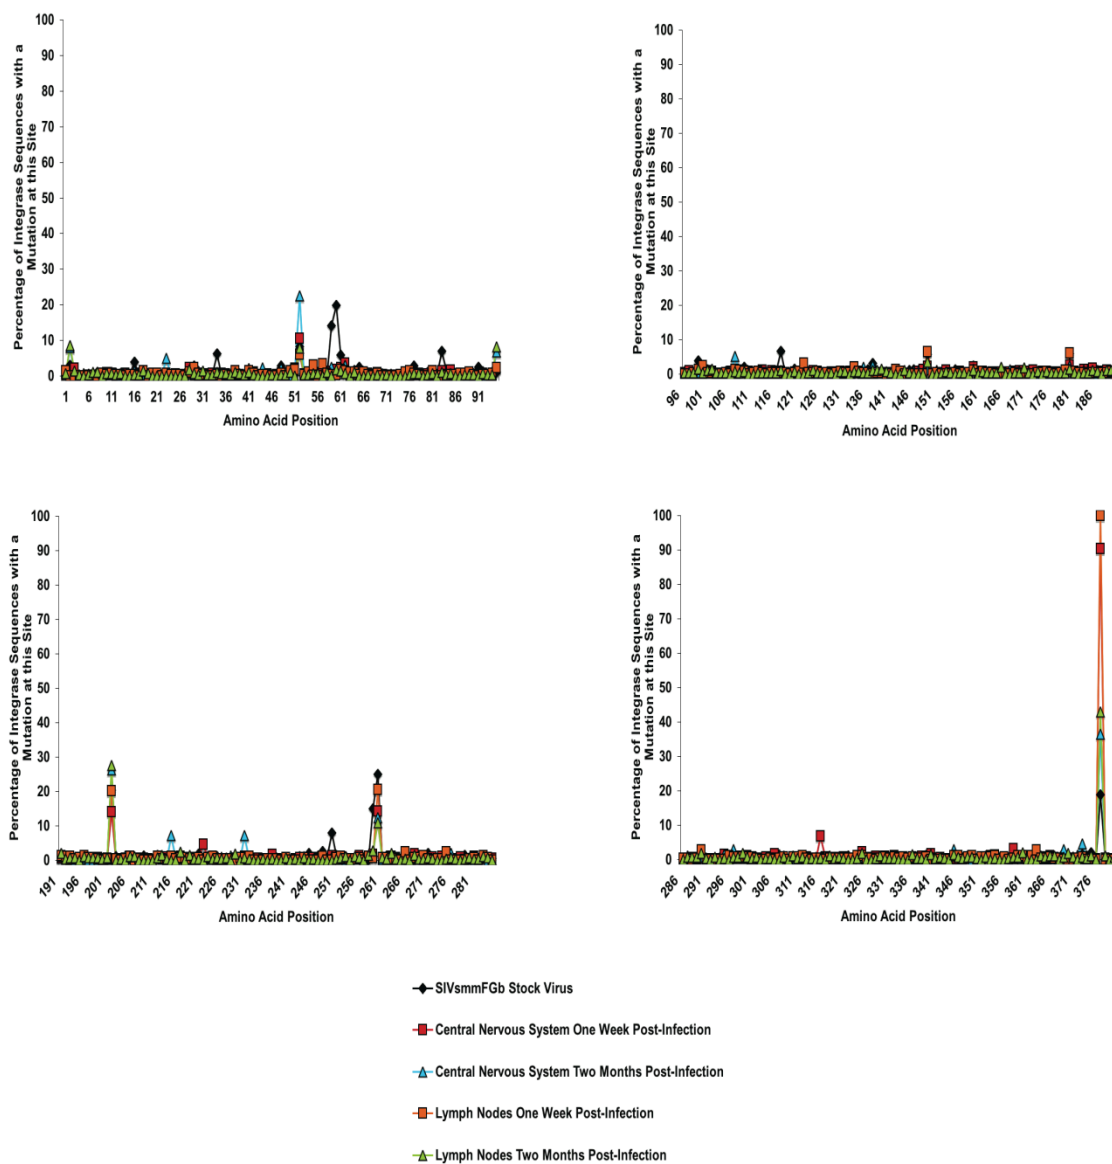 Percentage of Integrase Sequences with a
Mutation at this Site
100
90
80
70
60
50
40
30
20
10
0
1 6 11 16 21 26 31 36 41 46 51 56 61 66 71 76 81 86 91
Amino Acid Position
Percentage of Integrase Sequences with a
Mutation at this Site
100
90
80
70
60
50
40
30
20
10
0
96 101 106 111 116 121 126 131 136 141 146 151 156 161 166 171 176 181 186
Amino Acid Position
Percentage of Integrase Sequences with a
Mutation at this Site
100
90
80
70
60
50
40
30
20
10
0
191 196 201 206 211 216 221 226 231 236 241 246 251 256 261 266 271 276 281
Amino Acid Position
Percentage of Integrase Sequences with a
Mutation at this Site
100
90
80
70
60
50
40
30
20
10
0
286 291 296 301 306 311 316 321 326 331 336 341 346 351 356 361 366 371 376
Amino Acid Position
SIVsmmFGb Stock Virus
Central Nervous System One Week Post-Infection
Central Nervous System Two Months Post-Infection
Lymph Nodes One Week Post-Infection
Lymph Nodes Two Months Post-Infection